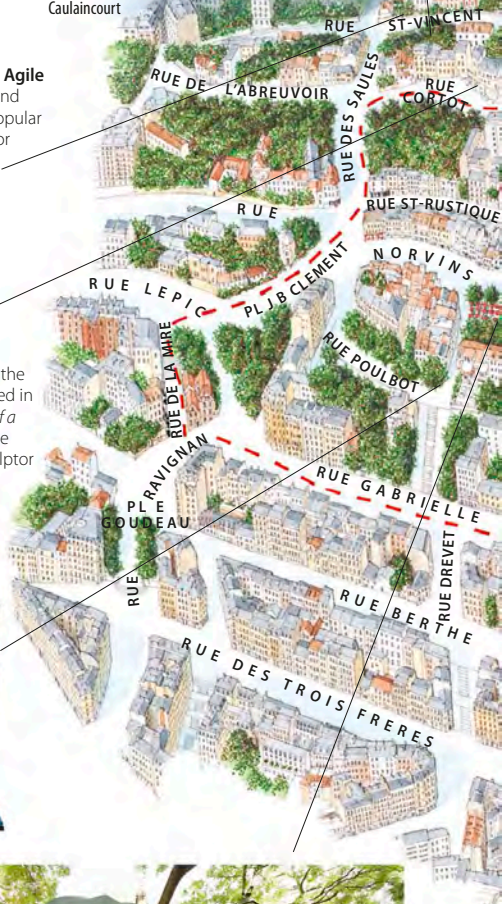 Caulaincourt
Agile
nd
opular
or
the
ed in
f a
e
lptor
RUE ST-VINCENT
RUE DE L'ABREUVOIR
RUE DES SAULES
RUE CORTOT
RUE
RUE ST-RUSTIQUE
NORVINS
RUE LEPIC
PL J B CLEMENT
RUE DE LA MIRE
RUE POULBOT
RAVIGNAN
RUE
PL E
GOUDEAU
RUE GABRIELLE
RUE DREVET
RUE BERTHE
RUE DES TROIS FRERES